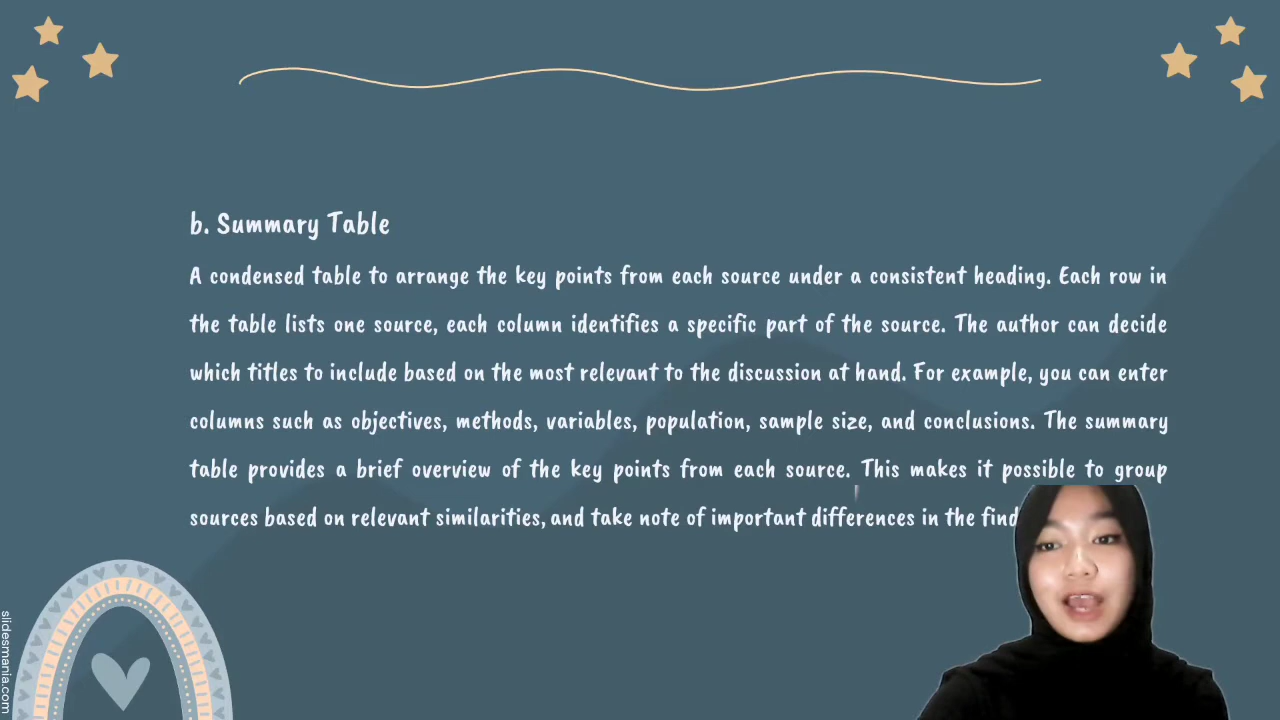 b. Summary Table
A condensed table to arrange the key points from each source under a consistent heading. Each row in
the table lists one source, each column identifies a specific part of the source. The author can decide
which titles to include based on the most relevant to the discussion at hand. For example, you can enter
columns such as objectives, methods, variables, population, sample size, and conclusions. The summary
table provides a brief overview of the key points from each source. This makes it possible to group
sources based on relevant similarities, and take note of important differences in the
slidesmania.com